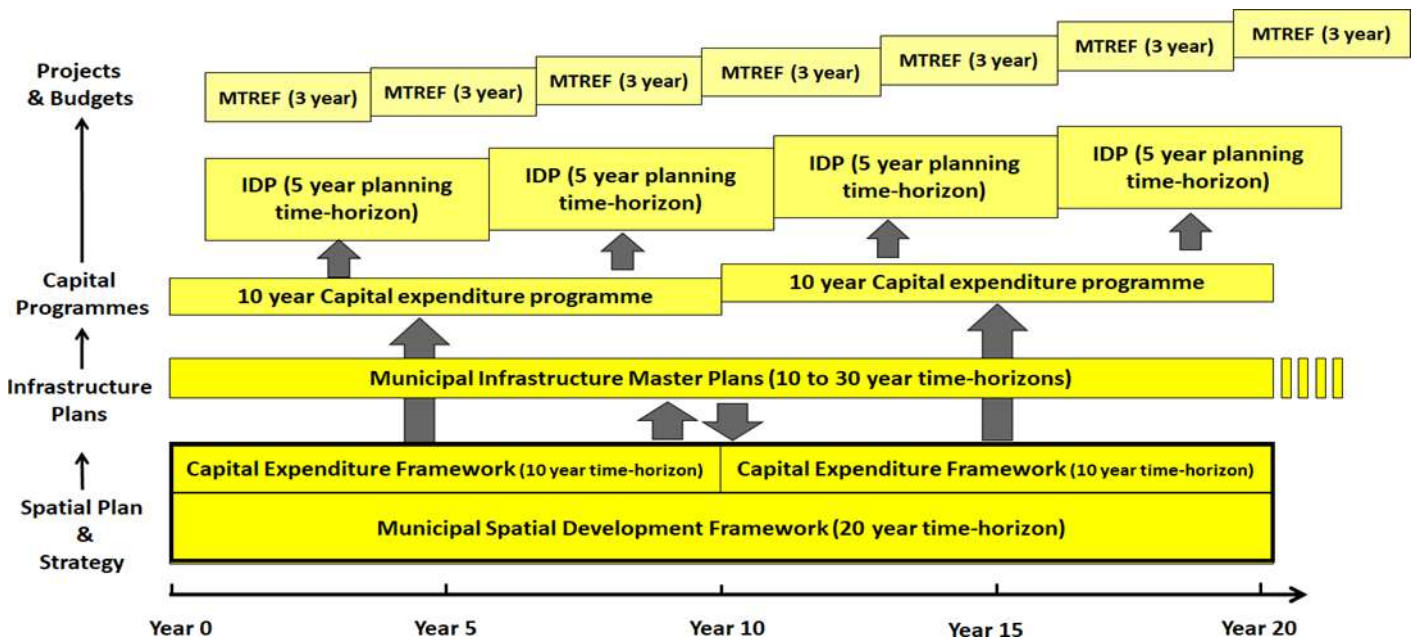 Projects
& Budgets
MTREF (3 year)
MTREF (3 year)
MTREF (3 year)
MTREF (3 year)
MTREF (3 year)
MTREF (3 year)
MTREF (3 year)
IDP (5 year planning
time-horizon)
IDP (5 year planning
time-horizon)
IDP (5 year planning
time-horizon)
IDP (5 year planning
time-horizon)
Capital
Programmes
10 year Capital expenditure programme
10 year Capital expenditure programme
Infrastructure
Plans
Municipal Infrastructure Master Plans (10 to 30 year time-horizons)
Spatial Plan
&
Strategy
Capital Expenditure Framework (10 year time-horizon)
Capital Expenditure Framework (10 year time-horizon)
Municipal Spatial Development Framework (20 year time-horizon)
Year 0
Year 5
Year 10
Year 15
Year 20